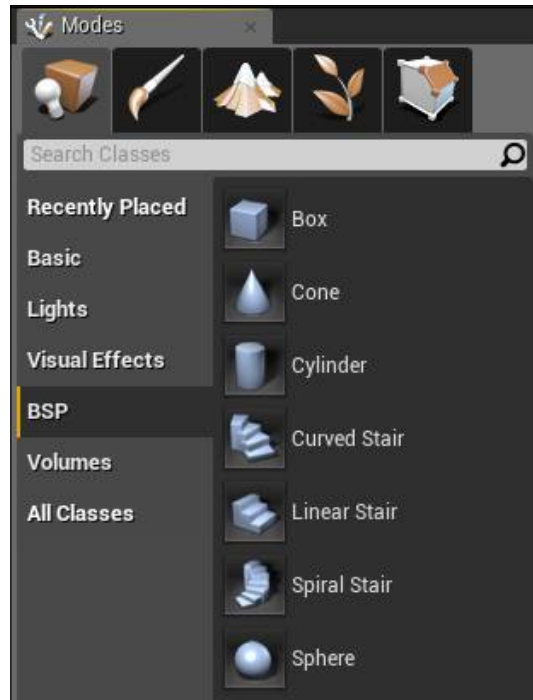 Modes
Search Classes
Recently Placed
Basic
Lights
Visual Effects
BSP
Volumes
All Classes
Box
Cone
Cylinder
Curved Stair
Linear Stair
Spiral Stair
Sphere